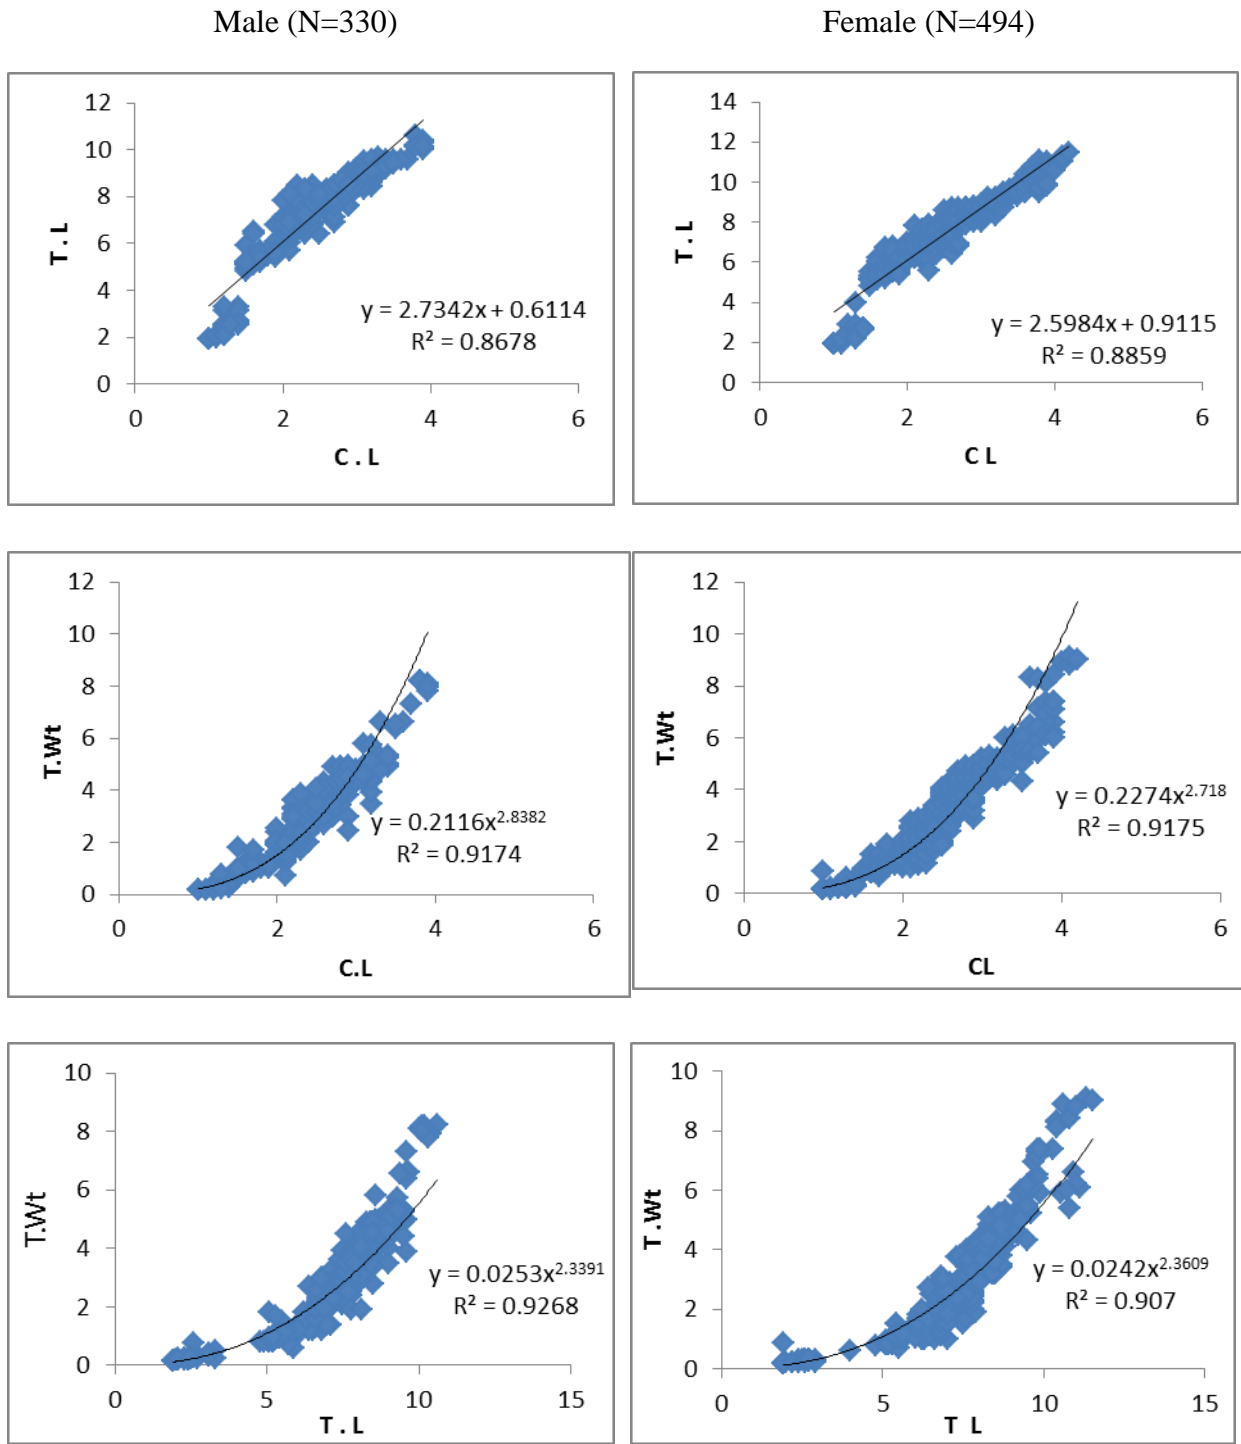 Male (N=330)
Female (N=494)
12
10
8
6
4
2
0
0 2 4 6
T . L
C . L
y = 2.7342x + 0.6114
R² = 0.8678
14
12
10
8
6
4
2
0
0 2 4 6
T . L
C L
y = 2.5984x + 0.9115
R² = 0.8859
12
10
8
6
4
2
0
0 2 4 6
T.Wt
C.L
y = 0.2116x^2.8382
R² = 0.9174
12
10
8
6
4
2
0
0 2 4 6
T.Wt
CL
y = 0.2274x^2.718
R² = 0.9175
10
8
6
4
2
0
0 5 10 15
T.Wt
T . L
y = 0.0253x^2.3391
R² = 0.9268
10
8
6
4
2
0
0 5 10 15
T .Wt
T L
y = 0.0242x^2.3609
R² = 0.907